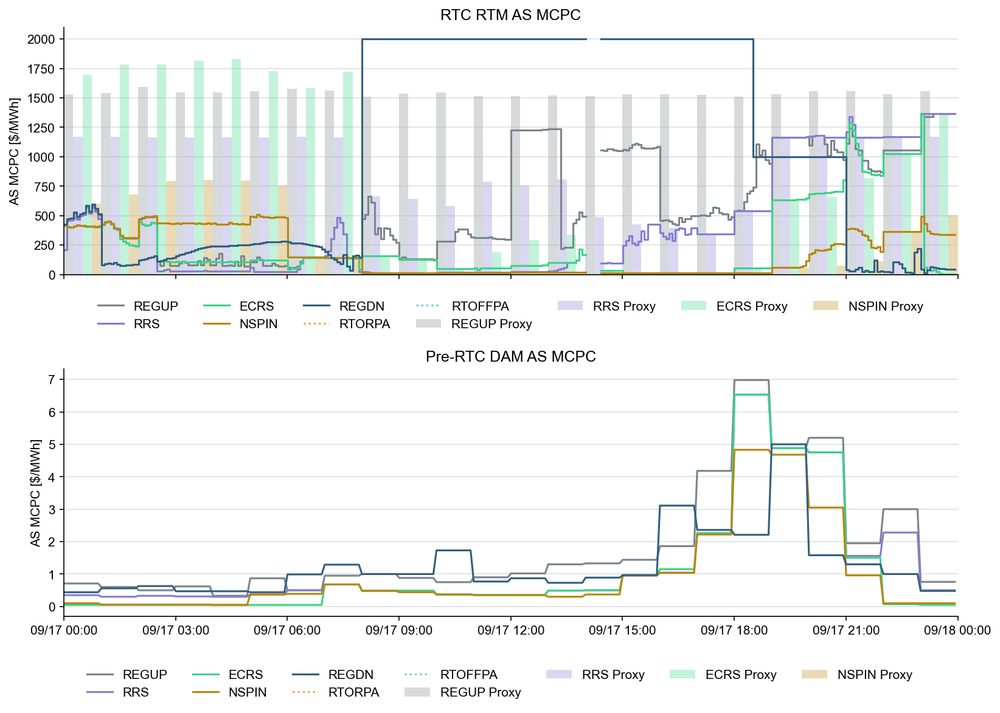 RTC RTM AS MCPC
AS MCPC [$/MWh]
2000
1750
1500
1250
1000
750
500
250
0
REGUP ECRS REGDN RTOFFPA RRS Proxy ECRS Proxy NSPIN Proxy
RRS NSPIN RTORPA REGUP Proxy
Pre-RTC DAM AS MCPC
AS MCPC [$/MWh]
7
6
5
4
3
2
1
0
09/17 00:00 09/17 03:00 09/17 06:00 09/17 09:00 09/17 12:00 09/17 15:00 09/17 18:00 09/17 21:00 09/18 00:00
REGUP ECRS REGDN RTOFFPA RRS Proxy ECRS Proxy NSPIN Proxy
RRS NSPIN RTORPA REGUP Proxy